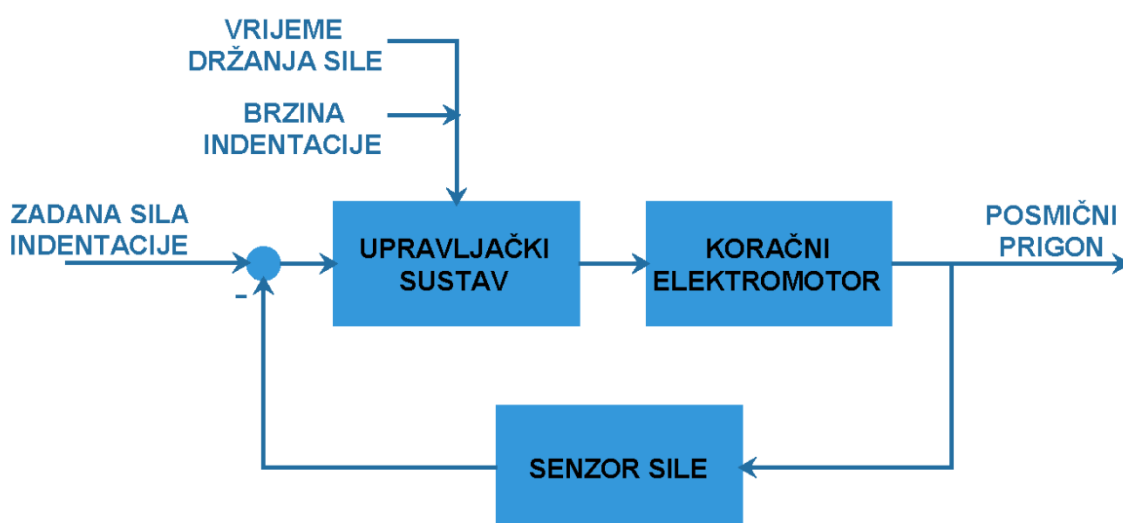 VRIJEME
DRŽANJA SILE
BRZINA
INDENTACIJE
ZADANA SILA
INDENTACIJE
-
UPRAVLJAČKI
SUSTAV
KORAČNI
ELEKTROMOTOR
POSMIČNI
PRIGON
SENZOR SILE